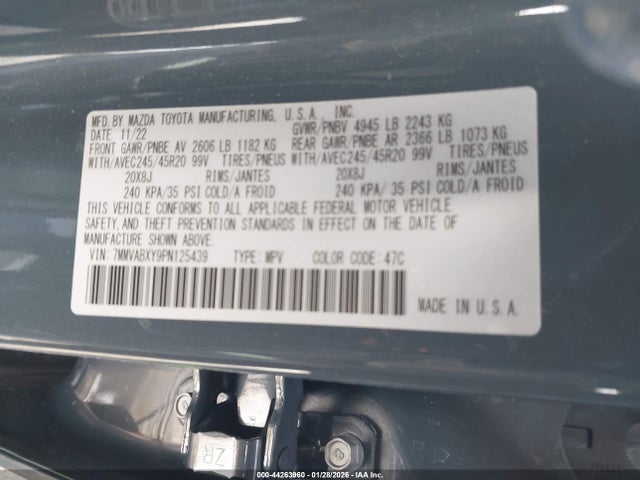 MFD. BY MAZDA TOYOTA MANUFACTURING, U.S.A., INC.
DATE 11/22 GVWR/PNBV 4945 LB 2243 KG
FRONT GAWR/PNBE AV 2606 LB 1182 KG REAR GAWR/PNBE AR 2366 LB 1073 KG
WITH/AVEC245/45R20 99V TIRES/PNEUS WITH/AVEC245/45R20 99V TIRES/PNEUS
20X8J RIMS/JANTES 20X8J RIMS/JANTES
240 KPA/35 PSI COLD/A FROID 240 KPA/ 35 PSI COLD/A FROID
THIS VEHICLE CONFORMS TO ALL APPLICABLE FEDERAL MOTOR VEHICLE
SAFETY, AND THEFT PREVENTION STANDARDS IN EFFECT ON THE DATE OF
MANUFACTURE SHOWN ABOVE.
VIN: 7MMVABXY9PN125439 TYPE: MPV COLOR CODE: 47C
MADE IN U.S.A.
ZR
000-44263960 - 01/28/2026 - COPYRIGHT IAA, LLC.